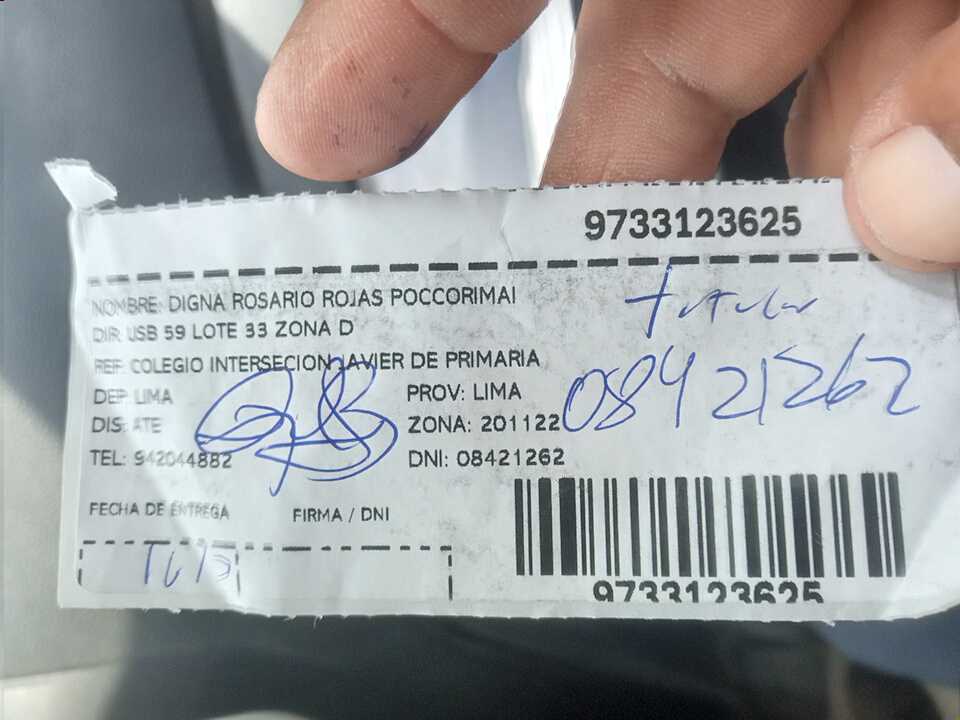 9733123625
NOMBRE: DIGNA ROSARIO ROJAS POCCORIMAI
titular
DIR: USB 59 LOTE 33 ZONA D
REF: COLEGIO INTERSECION JAVIER DE PRIMARIA
DEP: LIMA PROV: LIMA
08421262
DIS: ATE ZONA: 201122
TEL: 942044882 DNI: 08421262
FECHA DE ENTREGA FIRMA / DNI
9733123625